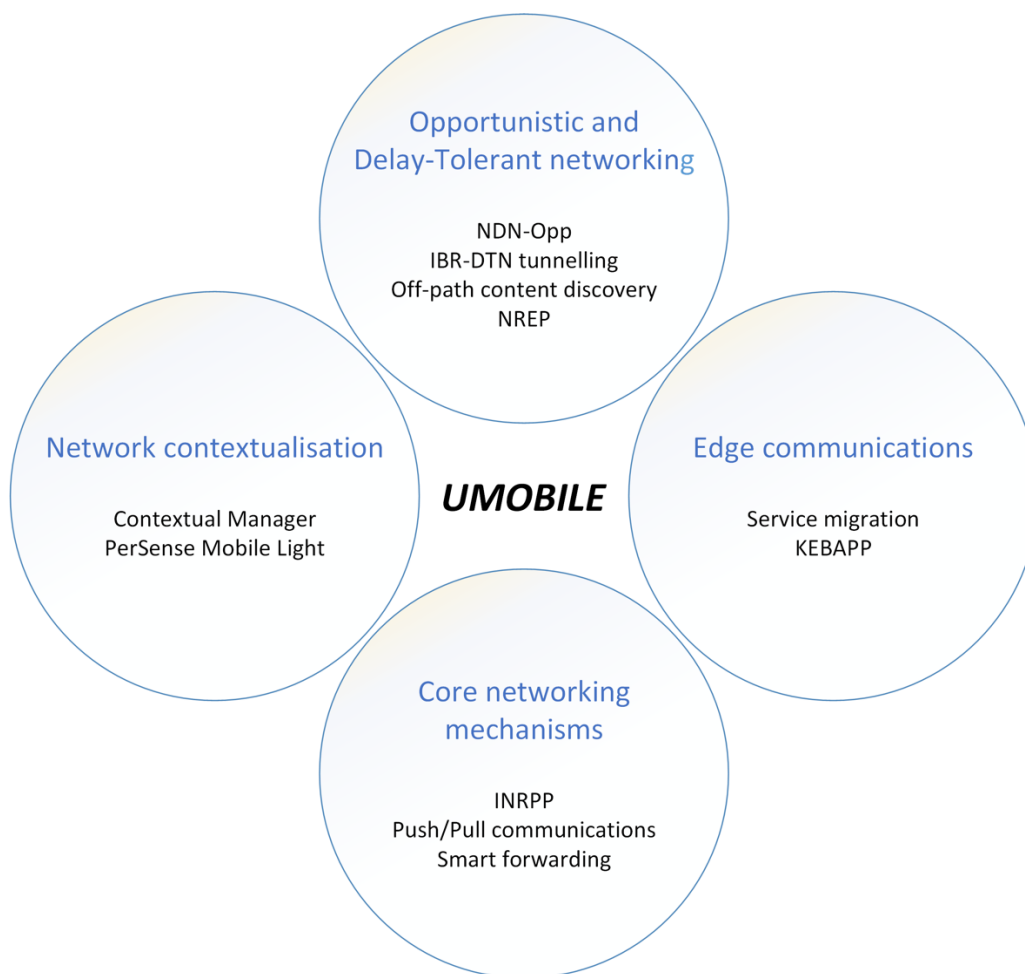 Opportunistic and
Delay-Tolerant networking
NDN-Opp
IBR-DTN tunnelling
Off-path content discovery
NREP
Network contextualisation
Contextual Manager
PerSense Mobile Light
UMOBILE
Edge communications
Service migration
KEBAPP
Core networking
mechanisms
INRPP
Push/Pull communications
Smart forwarding